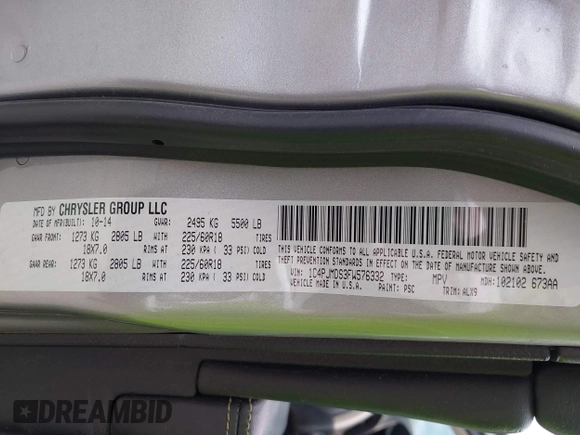 MFD BY CHRYSLER GROUP LLC
DATE OF MFR(BUILT): 10-14 GVWR: 2495 KG 5500 LB
GAWR FRONT: 1273 KG 2805 LB WITH 225/60R18 TIRES
18X7.0 RIMS AT 230 KPA ( 33 PSI) COLD
GAWR REAR: 1273 KG 2805 LB WITH 225/60R18 TIRES
18X7.0 RIMS AT 230 KPA ( 33 PSI) COLD
THIS VEHICLE CONFORMS TO ALL APPLICABLE U.S.A. FEDERAL MOTOR VEHICLE SAFETY AND
THEFT PREVENTION STANDARDS IN EFFECT ON THE DATE OF MANUFACTURE SHOWN ABOVE.
VIN: 1C4PJMDS3FW576332 TYPE: MPV MDH: 102102 673AA
VEHICLE MADE IN U.S.A. PAINT: PSC TRIM: ALX9
DREAMBID